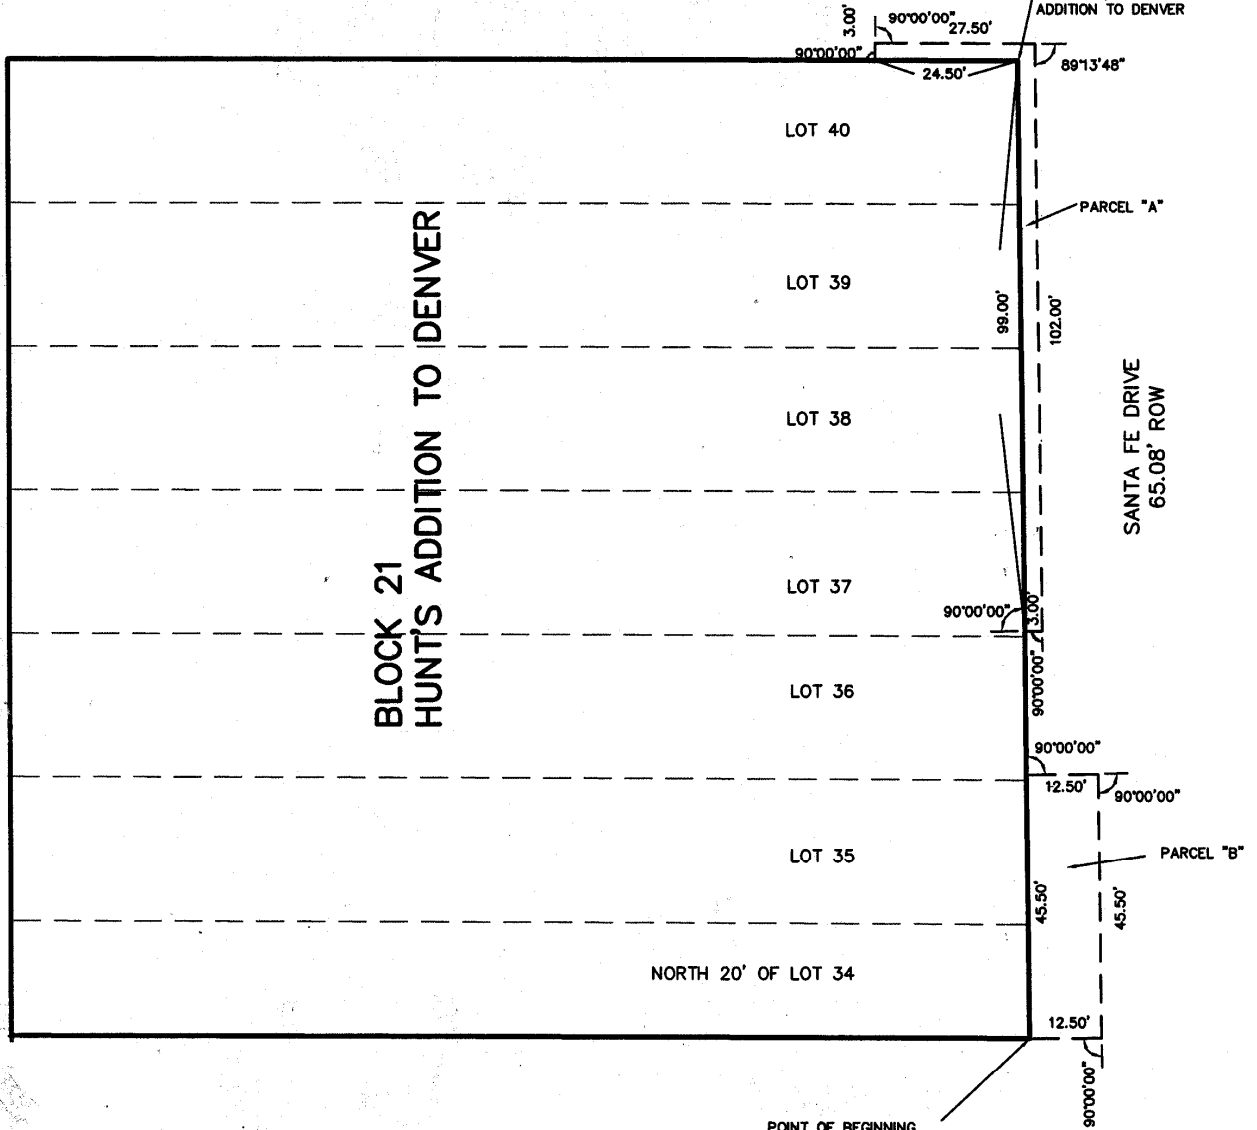 ADDITION TO DENVER
3.00'
90°00'00"
27.50'
90°00'00"
24.50'
89°13'48"
LOT 40
PARCEL "A"
LOT 39
99.00'
102.00'
BLOCK 21
HUNT'S ADDITION TO DENVER
LOT 38
SANTA FE DRIVE
65.08' ROW
LOT 37
90°00'00"
3.00'
90°00'00"
LOT 36
90°00'00"
12.50'
90°00'00"
LOT 35
PARCEL "B"
45.50'
45.50'
NORTH 20' OF LOT 34
12.50'
90°00'00"
POINT OF BEGINNING